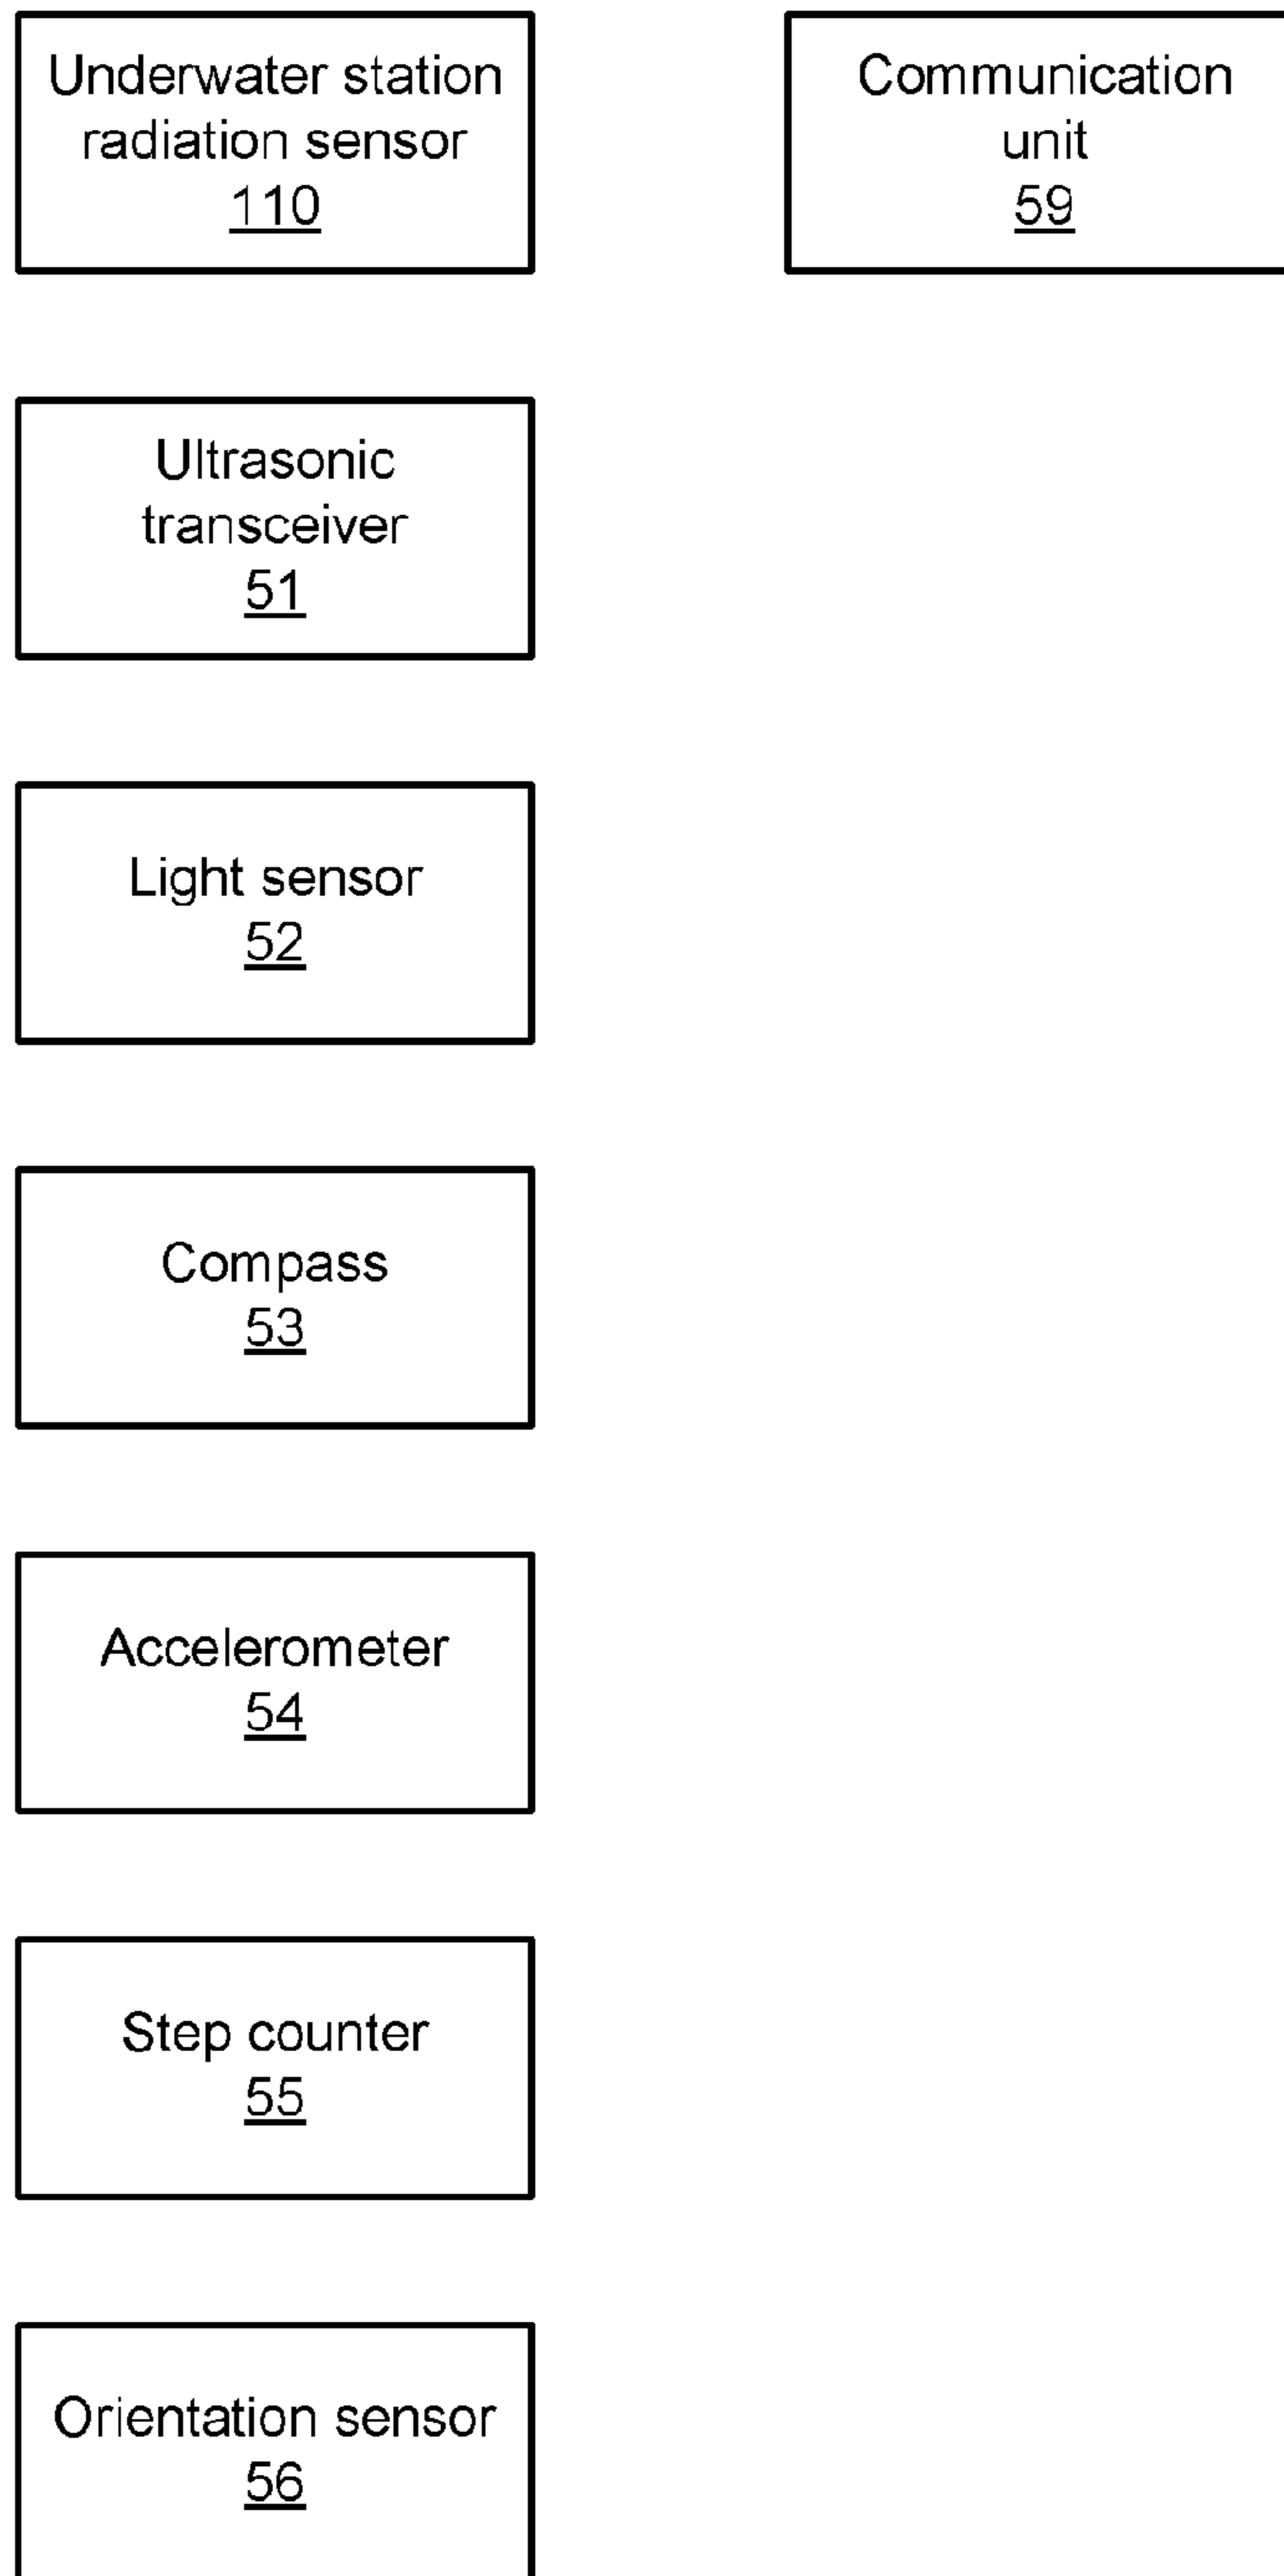 Underwater station
radiation sensor
110
Communication
unit
59
Ultrasonic
transceiver
51
Light sensor
52
Compass
53
Accelerometer
54
Step counter
55
Orientation sensor
56